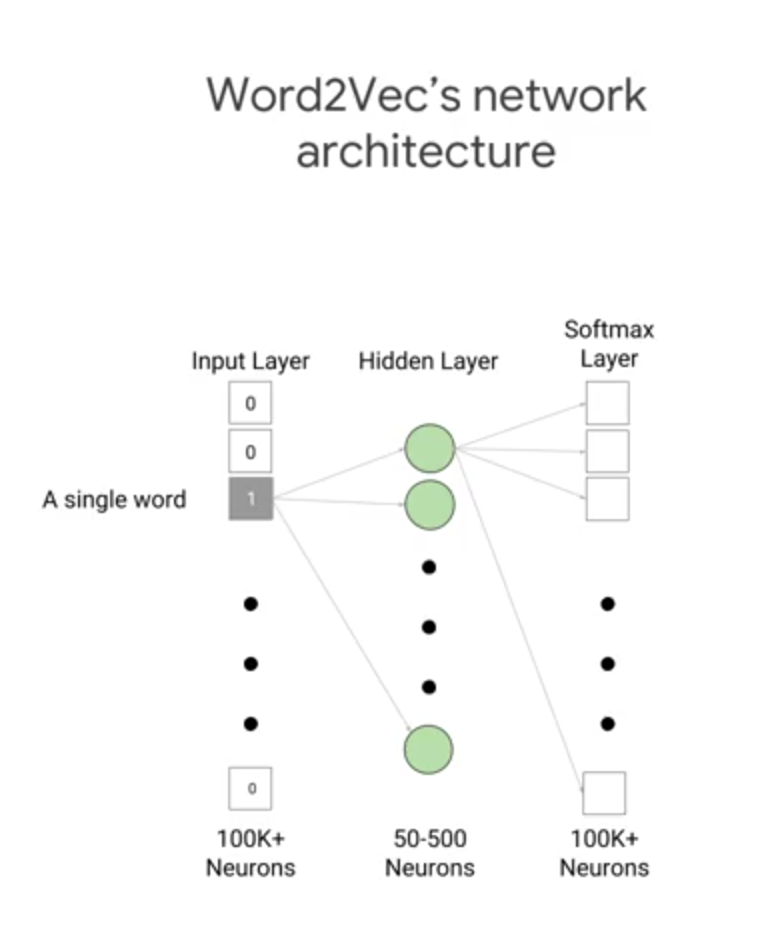 Word2Vec's network
architecture
Softmax
Layer
Input Layer
Hidden Layer
0
0
A single word
1
0
100K+
Neurons
50-500
Neurons
100K+
Neurons